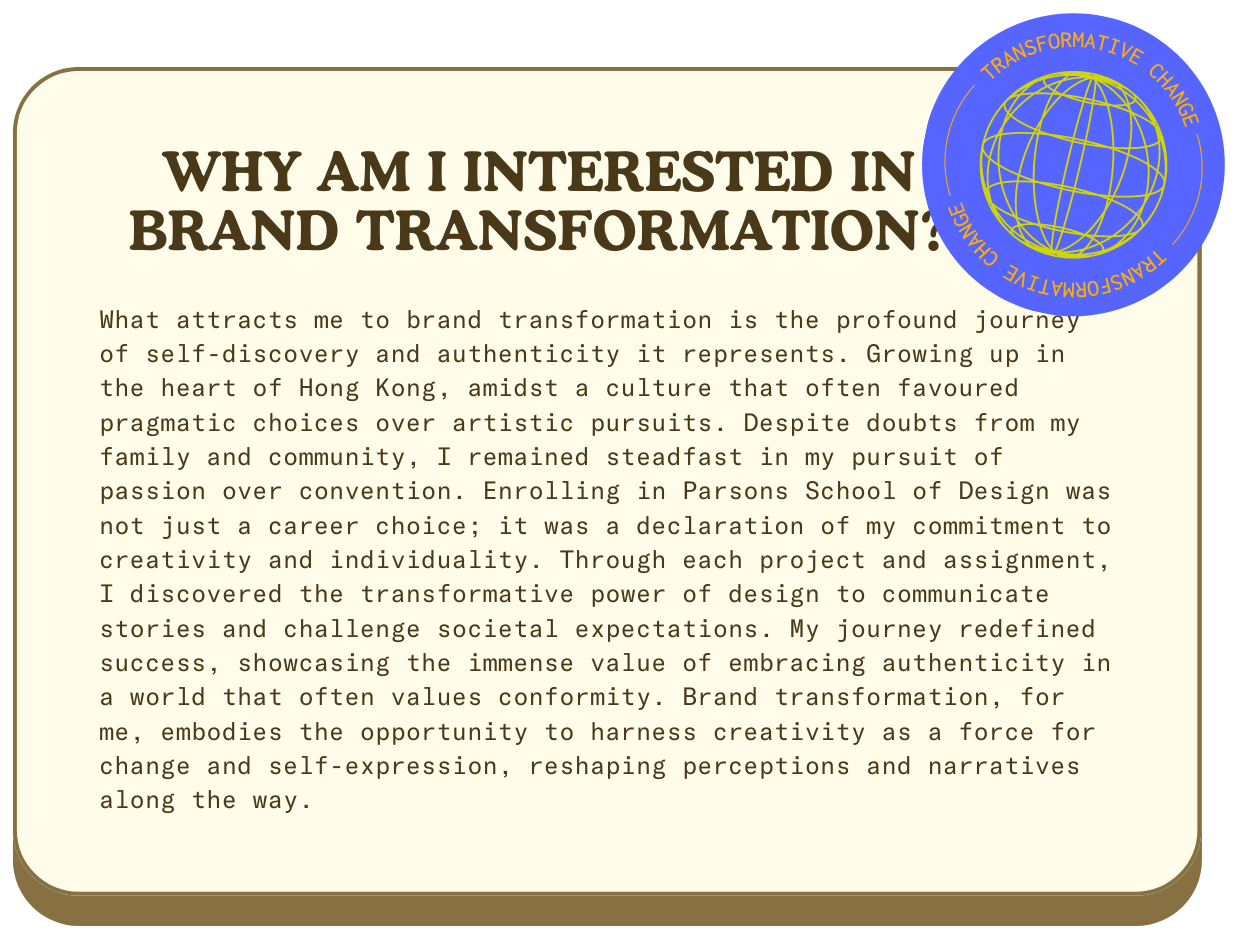 TRANSFORMATIVE CHANGE
TRANSFORMATIVE CHANGE
WHY AM I INTERESTED IN
BRAND TRANSFORMATION?
What attracts me to brand transformation is the profound journey
of self-discovery and authenticity it represents. Growing up in
the heart of Hong Kong, amidst a culture that often favoured
pragmatic choices over artistic pursuits. Despite doubts from my
family and community, I remained steadfast in my pursuit of
passion over convention. Enrolling in Parsons School of Design was
not just a career choice; it was a declaration of my commitment to
creativity and individuality. Through each project and assignment,
I discovered the transformative power of design to communicate
stories and challenge societal expectations. My journey redefined
success, showcasing the immense value of embracing authenticity in
a world that often values conformity. Brand transformation, for
me, embodies the opportunity to harness creativity as a force for
change and self-expression, reshaping perceptions and narratives
along the way.